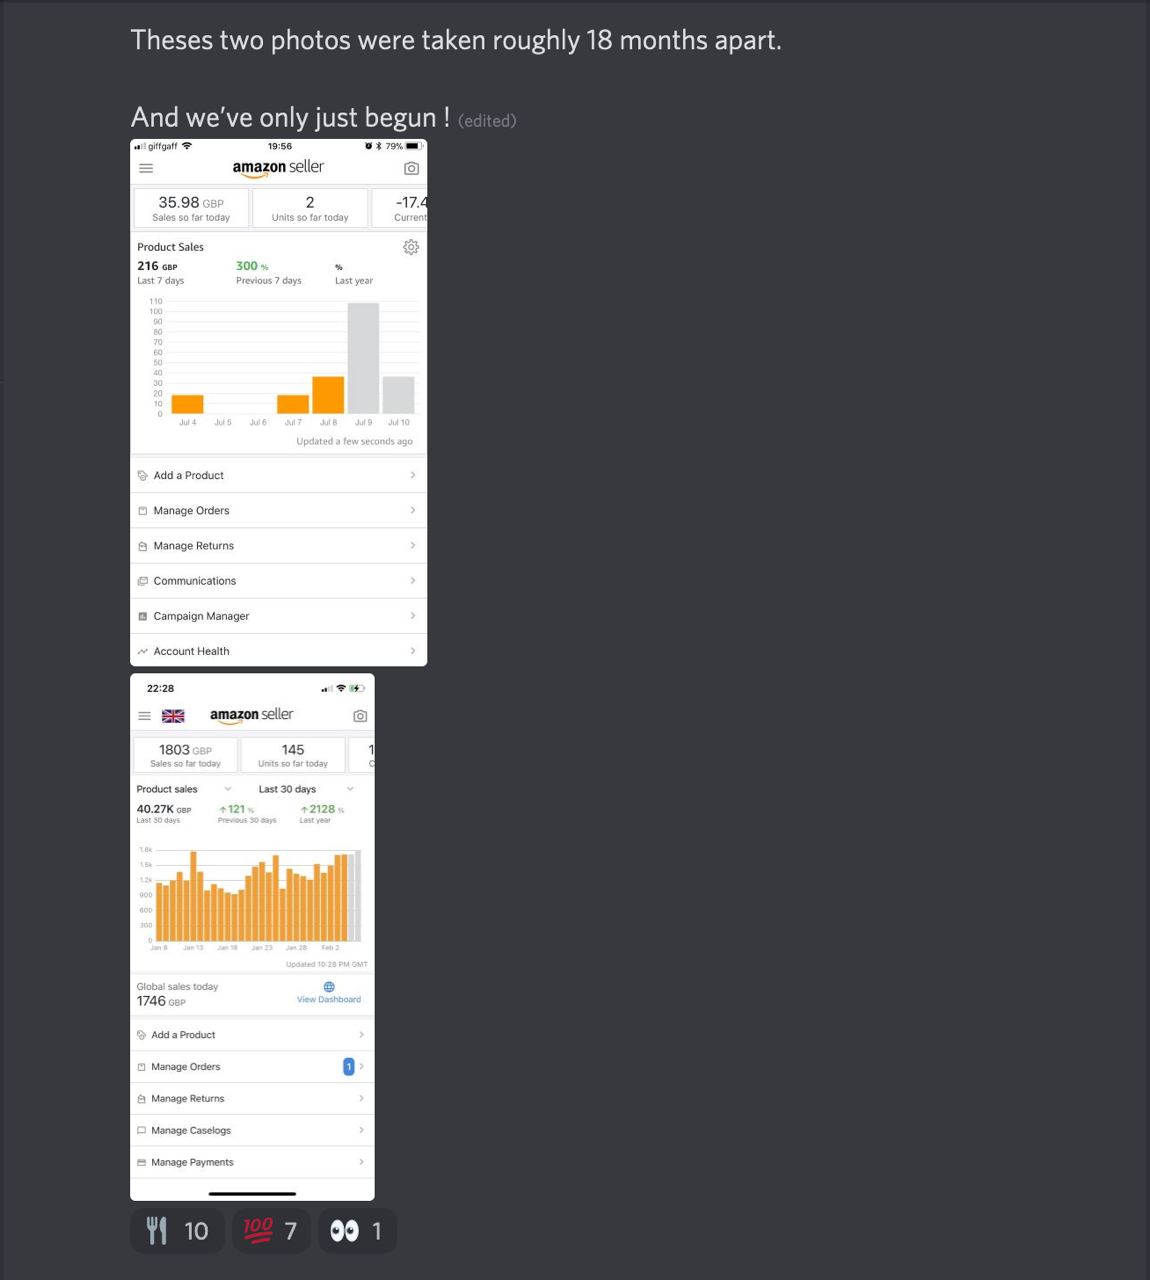 Theses two photos were taken roughly 18 months apart.
And we've only just begun ! (edited)
giffgaff 19:56 79%
amazon seller
35.98 GBP 2 -17.4
Sales so far today Units so far today Current
Product Sales
216 GBP 300 % %
Last 7 days Previous 7 days Last year
110
100
90
80
70
60
50
40
30
20
10
0
Jul 4 Jul 5 Jul 6 Jul 7 Jul 8 Jul 9 Jul 10
Updated a few seconds ago
Add a Product
Manage Orders
Manage Returns
Communications
Campaign Manager
Account Health
22:28
amazon seller
1803 GBP 145 1
Sales so far today Units so far today C
Product sales Last 30 days
40.27K GBP ↑121 % ↑2128 %
Last 30 days Previous 30 days Last year
1.8k
1.5k
1.2k
900
600
300
0
Jan 8 Jan 13 Jan 18 Jan 23 Jan 28 Feb 2
Updated 10:28 PM GMT
Global sales today
1746 GBP View Dashboard
Add a Product
Manage Orders 1
Manage Returns
Manage Caselogs
Manage Payments
10 100 7 1